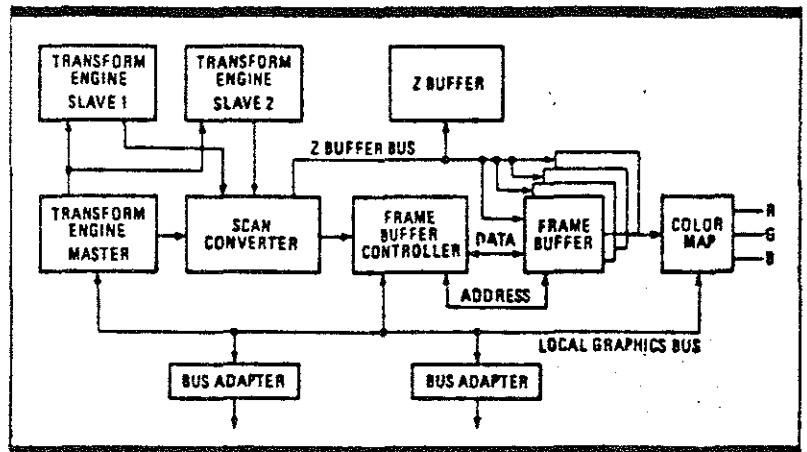 TRANSFORM
ENGINE
SLAVE 1
TRANSFORM
ENGINE
SLAVE 2
Z BUFFER
Z BUFFER BUS
TRANSFORM
ENGINE
MASTER
SCAN
CONVERTER
FRAME
BUFFER
CONTROLLER
DATA
FRAME
BUFFER
COLOR
MAP
R
G
B
ADDRESS
LOCAL GRAPHICS BUS
BUS ADAPTER
BUS ADAPTER